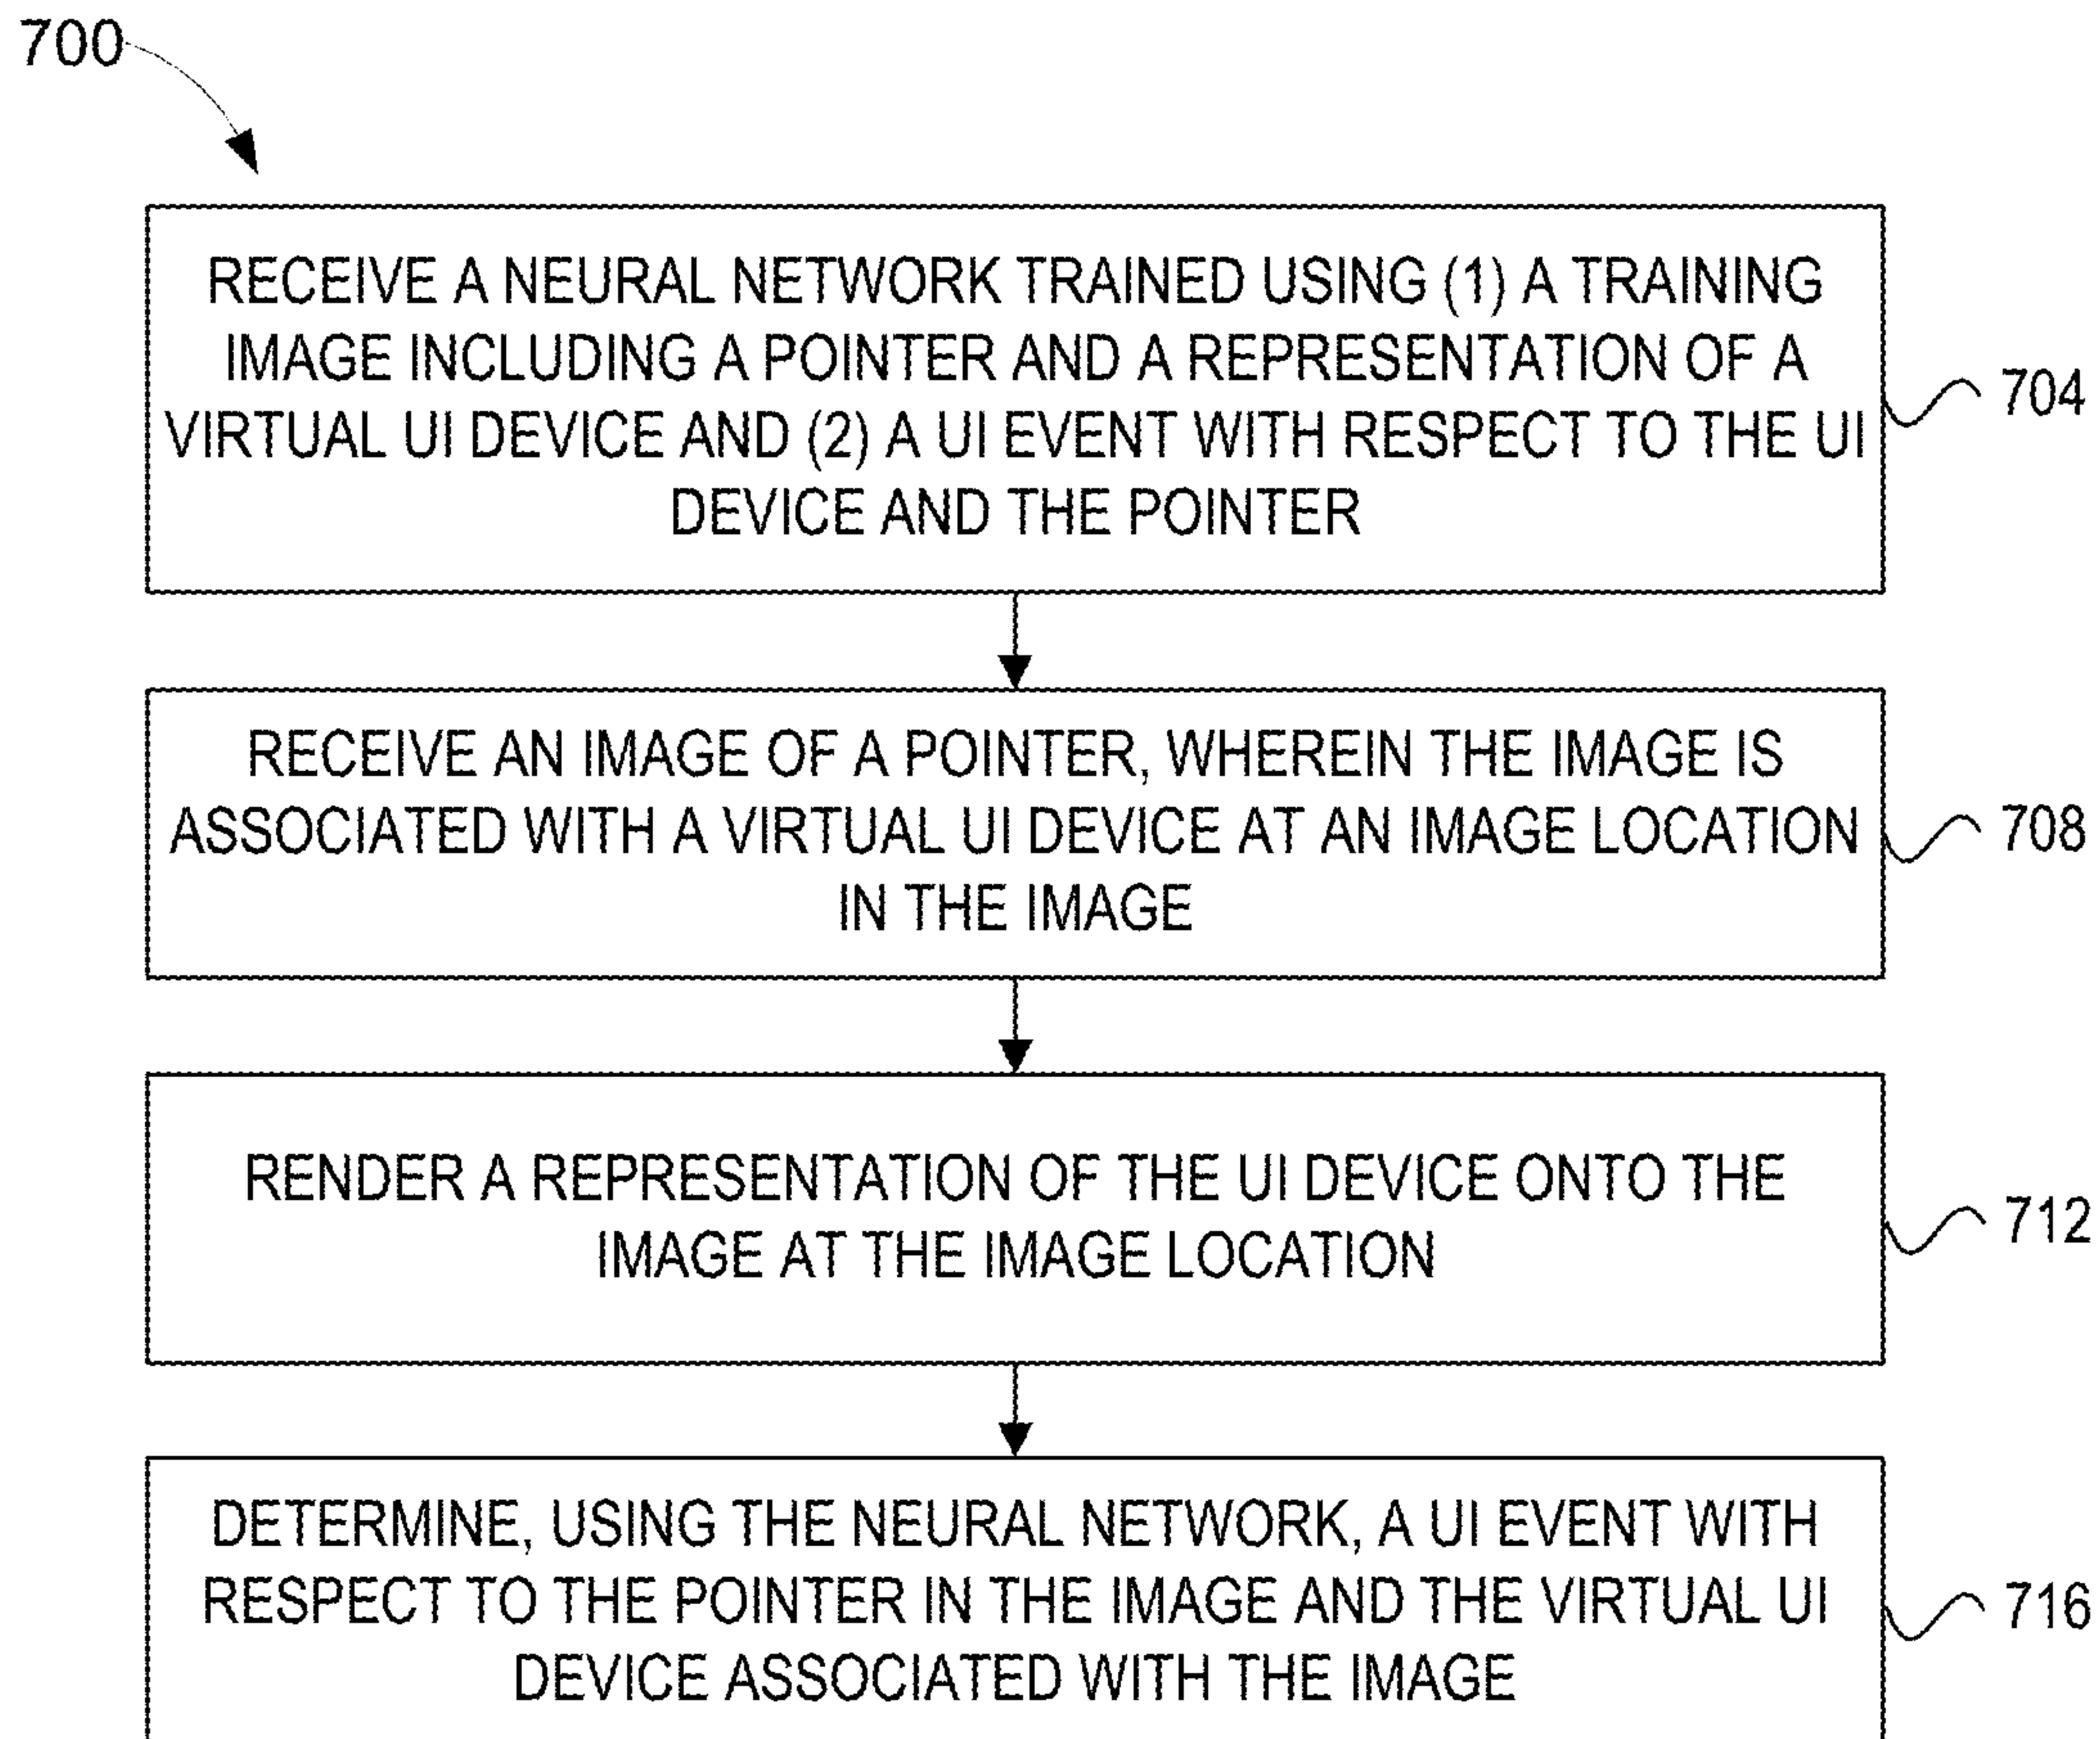 700
RECEIVE A NEURAL NETWORK TRAINED USING (1) A TRAINING
IMAGE INCLUDING A POINTER AND A REPRESENTATION OF A
VIRTUAL UI DEVICE AND (2) A UI EVENT WITH RESPECT TO THE UI
DEVICE AND THE POINTER
704
RECEIVE AN IMAGE OF A POINTER, WHEREIN THE IMAGE IS
ASSOCIATED WITH A VIRTUAL UI DEVICE AT AN IMAGE LOCATION
IN THE IMAGE
708
RENDER A REPRESENTATION OF THE UI DEVICE ONTO THE
IMAGE AT THE IMAGE LOCATION
712
DETERMINE, USING THE NEURAL NETWORK, A UI EVENT WITH
RESPECT TO THE POINTER IN THE IMAGE AND THE VIRTUAL UI
DEVICE ASSOCIATED WITH THE IMAGE
716